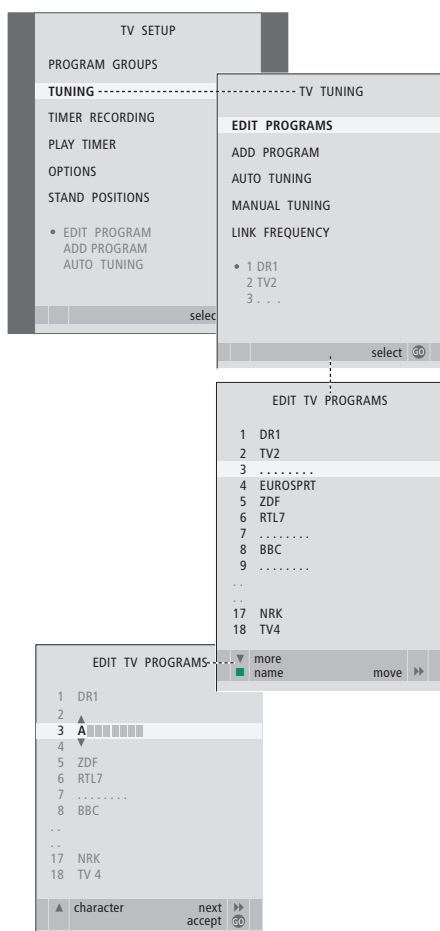 TV SETUP
PROGRAM GROUPS
TUNING
TIMER RECORDING
PLAY TIMER
OPTIONS
STAND POSITIONS
• EDIT PROGRAM
ADD PROGRAM
AUTO TUNING
selec
TV TUNING
EDIT PROGRAMS
ADD PROGRAM
AUTO TUNING
MANUAL TUNING
LINK FREQUENCY
• 1 DR1
2 TV2
3 . . .
select GO
EDIT TV PROGRAMS
1 DR1
2 TV2
3 . . . . . . . .
4 EUROSPRT
5 ZDF
6 RTL7
7 . . . . . . . .
8 BBC
9 . . . . . . . .
. .
. .
17 NRK
18 TV4
▼ more
name move ▶▶
EDIT TV PROGRAMS
1 DR1
2
3 A
4
5 ZDF
6 RTL7
7 . . . . . . . .
8 BBC
. .
. .
17 NRK
18 TV 4
▲ character next ▶▶
accept GO